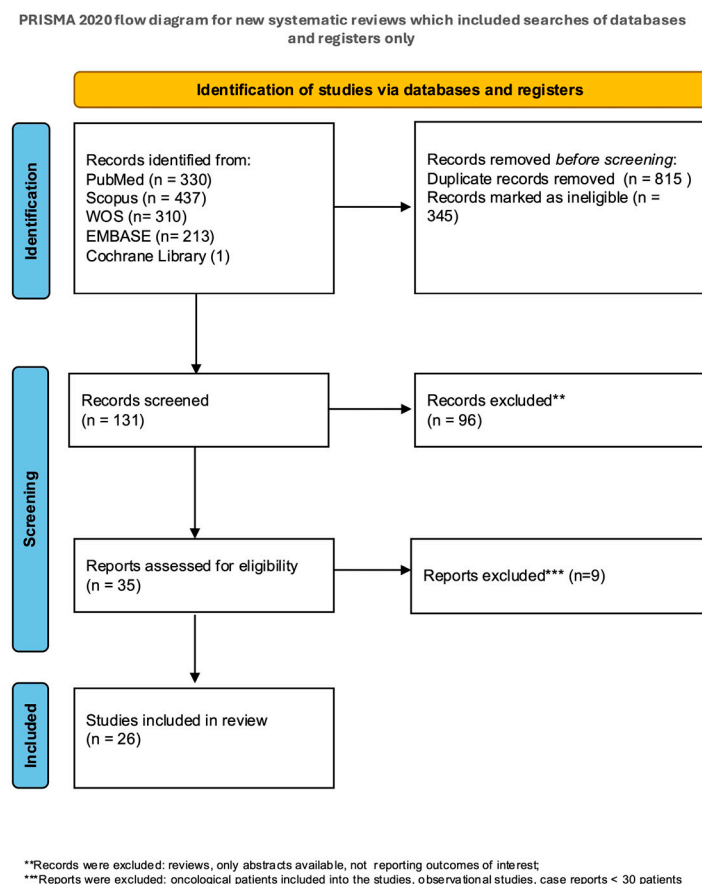 PRISMA 2020 flow diagram for new systematic reviews which included searches of databases
and registers only
Identification of studies via databases and registers
Identification
Records identified from:
PubMed (n = 330)
Scopus (n = 437)
WOS (n= 310)
EMBASE (n= 213)
Cochrane Library (1)
Records removed before screening:
Duplicate records removed (n = 815 )
Records marked as ineligible (n =
345)
Screening
Records screened
(n = 131)
Records excluded**
(n = 96)
Reports assessed for eligibility
(n = 35)
Reports excluded*** (n=9)
Included
Studies included in review
(n = 26)
**Records were excluded: reviews, only abstracts available, not reporting outcomes of interest;
***Reports were excluded: oncological patients included into the studies, observational studies, case reports < 30 patients